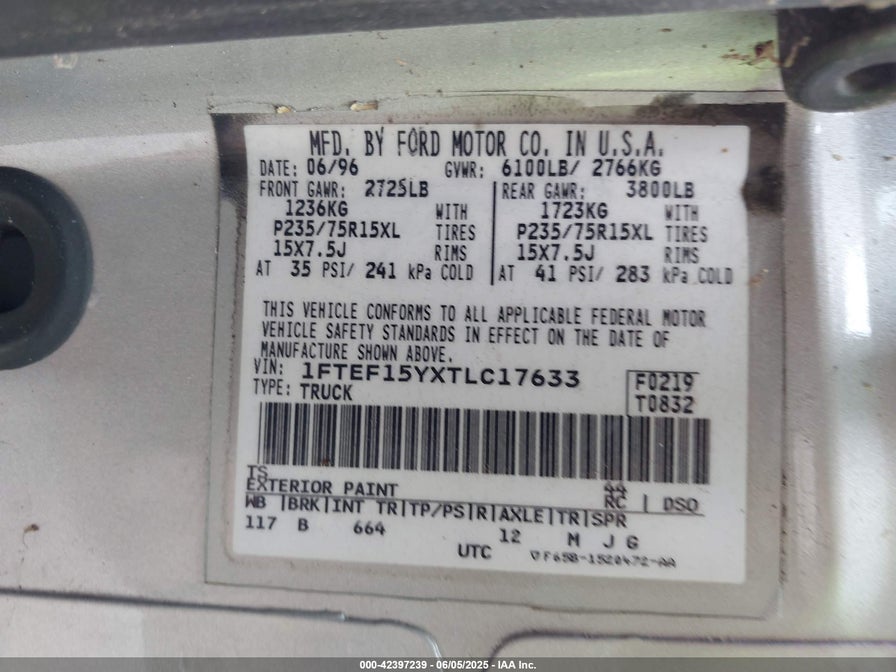 MFD. BY FORD MOTOR CO. IN U.S.A.
DATE: 06/96 GVWR: 6100LB/ 2766KG
FRONT GAWR: 2725LB REAR GAWR: 3800LB
1236KG WITH 1723KG WITH
P235/75R15XL TIRES P235/75R15XL TIRES
15X7.5J RIMS 15X7.5J RIMS
AT 35 PSI/ 241 kPa COLD AT 41 PSI/ 283 kPa COLD
THIS VEHICLE CONFORMS TO ALL APPLICABLE FEDERAL MOTOR
VEHICLE SAFETY STANDARDS IN EFFECT ON THE DATE OF
MANUFACTURE SHOWN ABOVE.
VIN: 1FTEF15YXTLC17633 F0219
TYPE: TRUCK T0832
TS 44
EXTERIOR PAINT RC DSO
WB BRK INT TR TP/PS R AXLE TR SPR
117 B 664 12 M J G
UTC F65B-1520472-AA
000-42397239 - 06/05/2025 - IAA Inc.